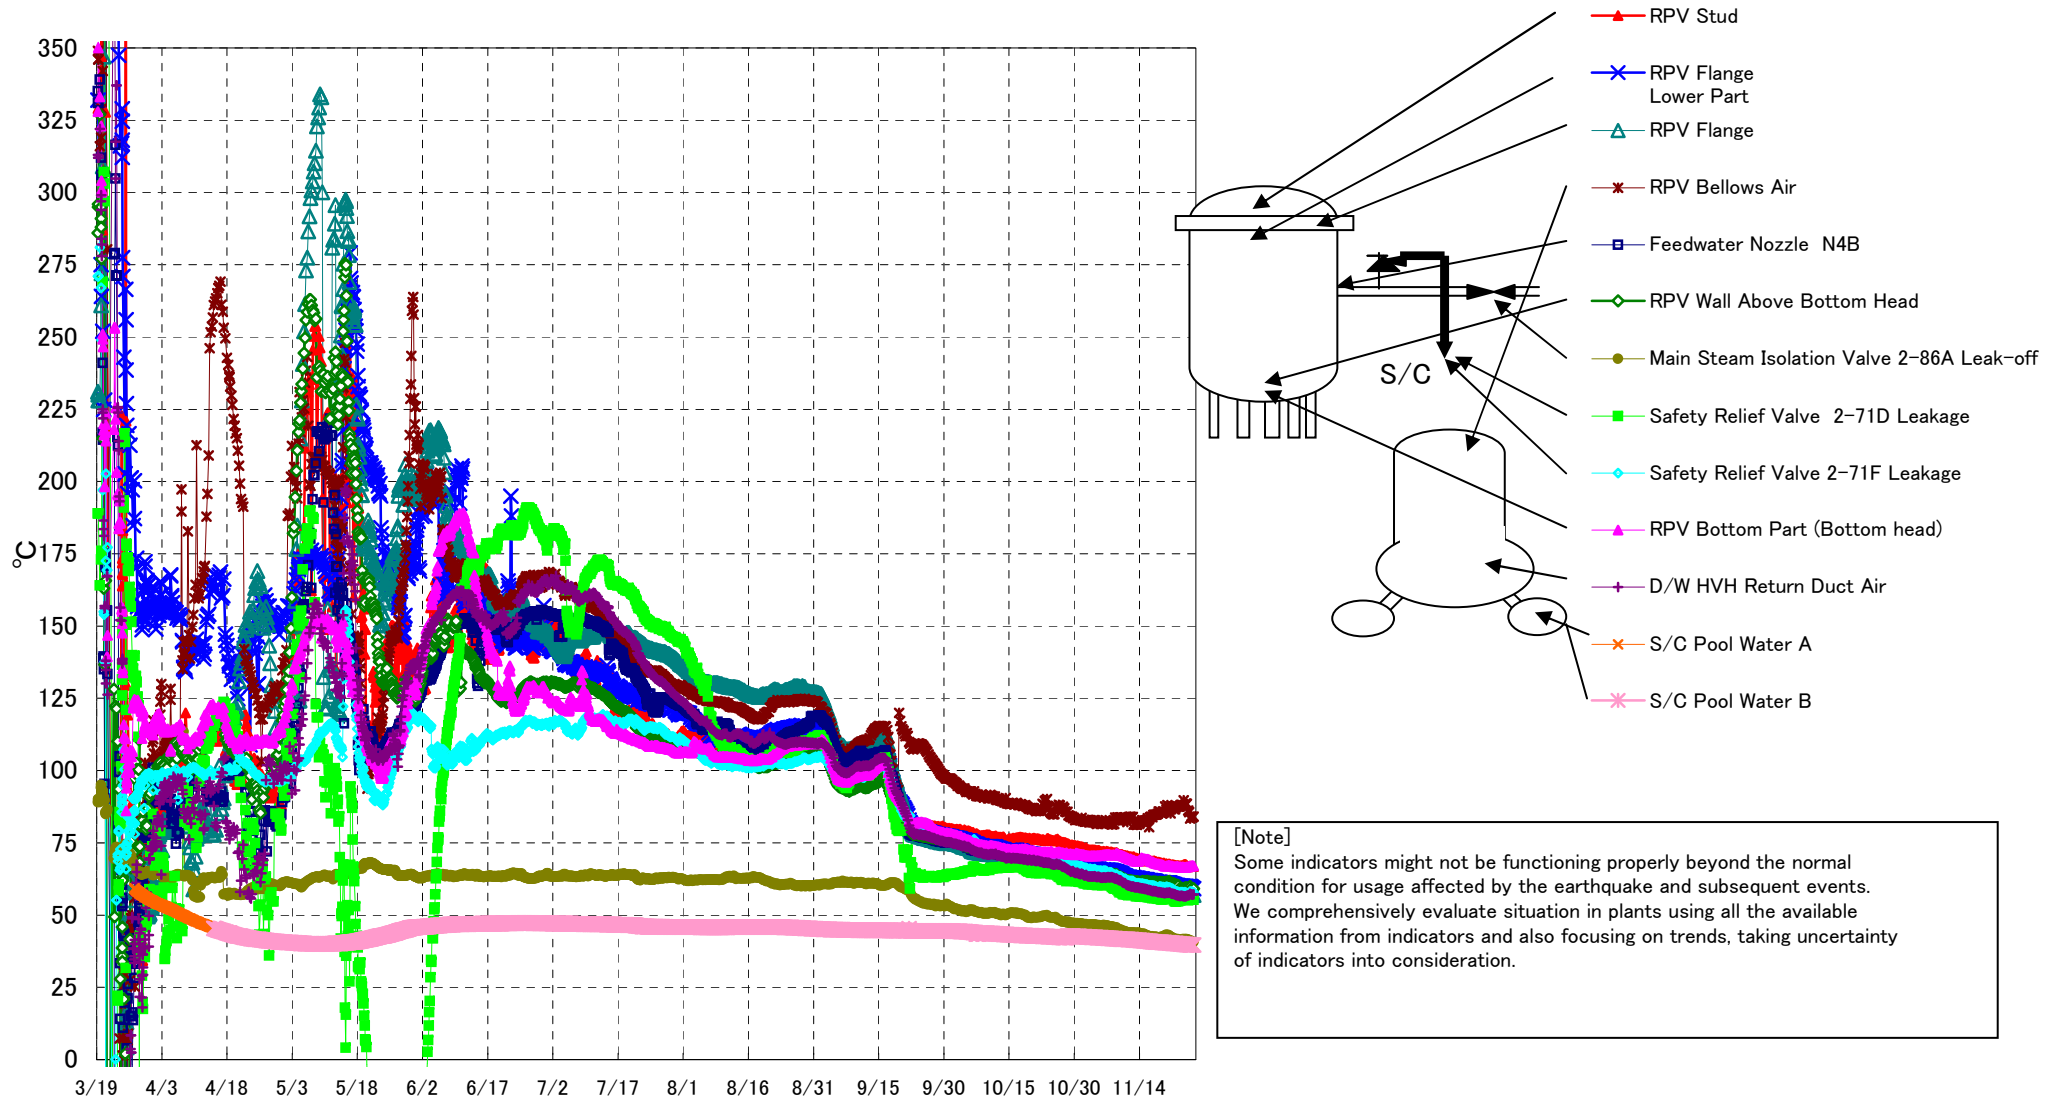 350
325
300
275
250
225
200
175
150
125
100
75
50
25
0
℃
3/19 4/3 4/18 5/3 5/18 6/2 6/17 7/2 7/17 8/1 8/16 8/31 9/15 9/30 10/15 10/30 11/14
RPV Stud
RPV Flange
Lower Part
RPV Flange
RPV Bellows Air
Feedwater Nozzle N4B
RPV Wall Above Bottom Head
Main Steam Isolation Valve 2-86A Leak-off
Safety Relief Valve 2-71D Leakage
Safety Relief Valve 2-71F Leakage
RPV Bottom Part (Bottom head)
D/W HVH Return Duct Air
S/C Pool Water A
S/C Pool Water B
S/C
[Note]
Some indicators might not be functioning properly beyond the normal
condition for usage affected by the earthquake and subsequent events.
We comprehensively evaluate situation in plants using all the available
information from indicators and also focusing on trends, taking uncertainty
of indicators into consideration.